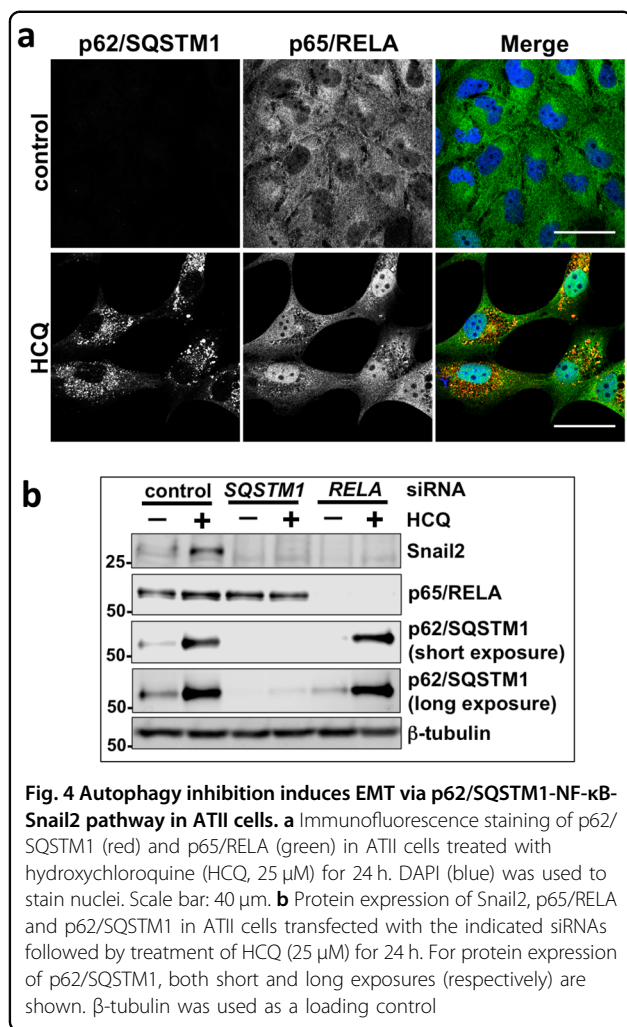 a
p62/SQSTM1 p65/RELA Merge
control
HCQ
b
control SQSTM1 RELA siRNA
− + − + − + HCQ
Snail2
25
p65/RELA
50
p62/SQSTM1
(short exposure)
50
p62/SQSTM1
(long exposure)
50
β-tubulin
50
Fig. 4 Autophagy inhibition induces EMT via p62/SQSTM1-NF-κB-
Snail2 pathway in ATII cells. a Immunofluorescence staining of p62/
SQSTM1 (red) and p65/RELA (green) in ATII cells treated with
hydroxychloroquine (HCQ, 25 μM) for 24 h. DAPI (blue) was used to
stain nuclei. Scale bar: 40 μm. b Protein expression of Snail2, p65/RELA
and p62/SQSTM1 in ATII cells transfected with the indicated siRNAs
followed by treatment of HCQ (25 μM) for 24 h. For protein expression
of p62/SQSTM1, both short and long exposures (respectively) are
shown. β-tubulin was used as a loading control